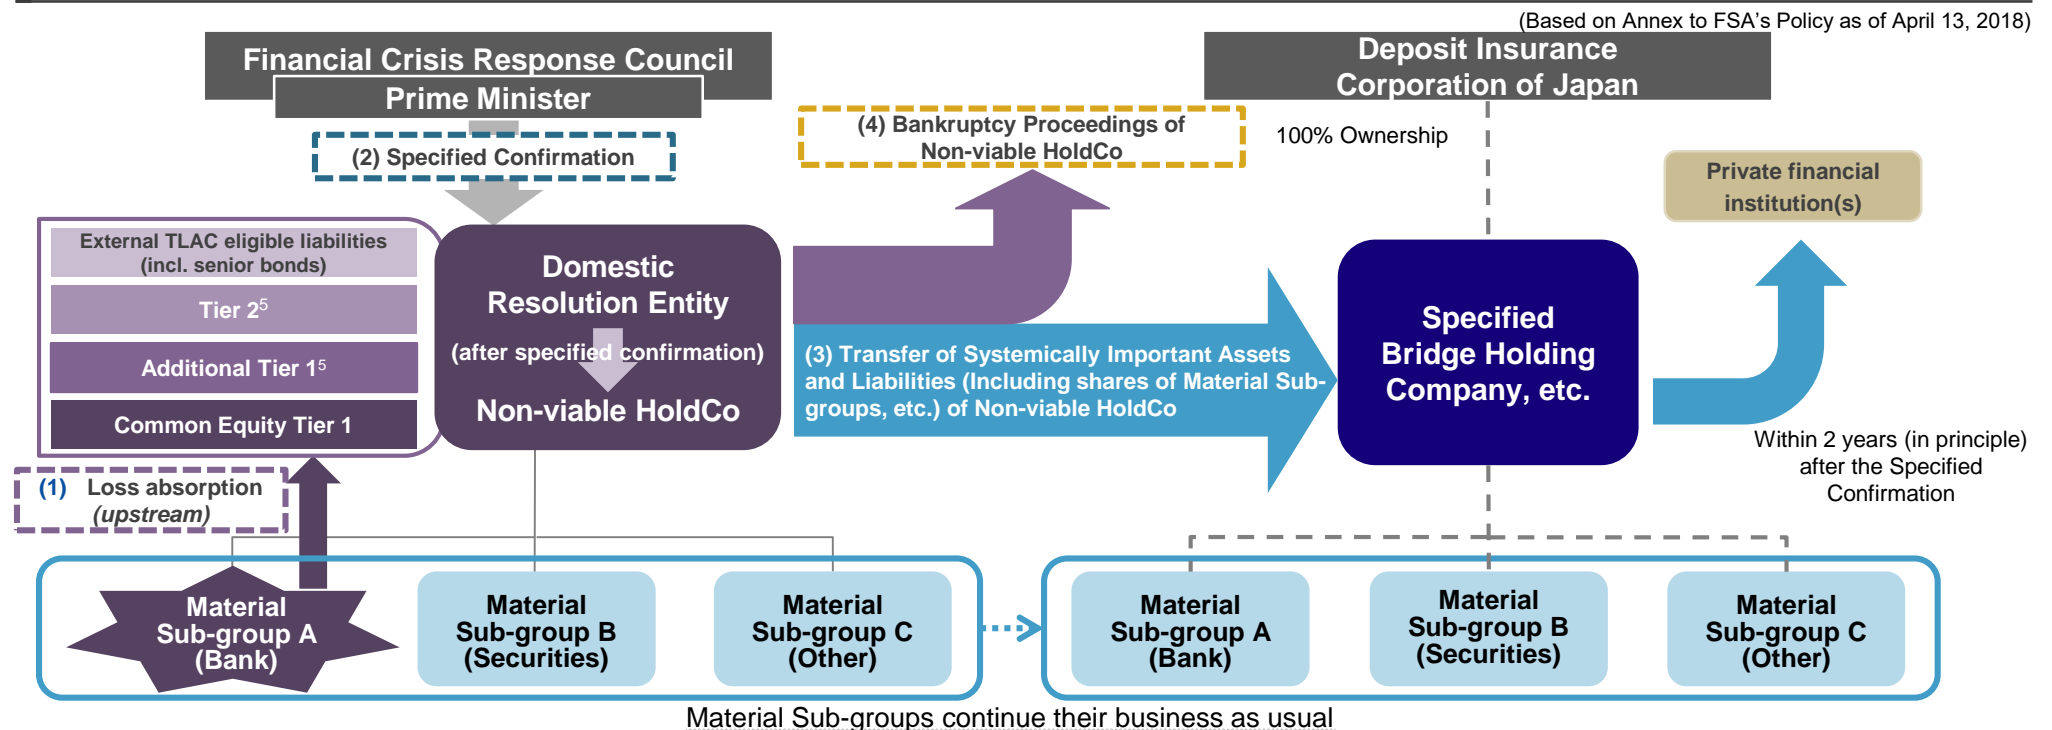 (Based on Annex to FSA's Policy as of April 13, 2018)
Financial Crisis Response Council
Prime Minister
(2) Specified Confirmation
Deposit Insurance
Corporation of Japan
100% Ownership
(4) Bankruptcy Proceedings of
Non-viable HoldCo
Private financial
institution(s)
External TLAC eligible liabilities
(incl. senior bonds)
Tier 2⁵
Additional Tier 1⁵
Common Equity Tier 1
Domestic
Resolution Entity
(after specified confirmation)
Non-viable HoldCo
(3) Transfer of Systemically Important Assets
and Liabilities (Including shares of Material Sub-
groups, etc.) of Non-viable HoldCo
Specified
Bridge Holding
Company, etc.
Within 2 years (in principle)
after the Specified
Confirmation
(1) Loss absorption
(upstream)
Material
Sub-group A
(Bank)
Material
Sub-group B
(Securities)
Material
Sub-group C
(Other)
Material
Sub-group A
(Bank)
Material
Sub-group B
(Securities)
Material
Sub-group C
(Other)
Material Sub-groups continue their business as usual